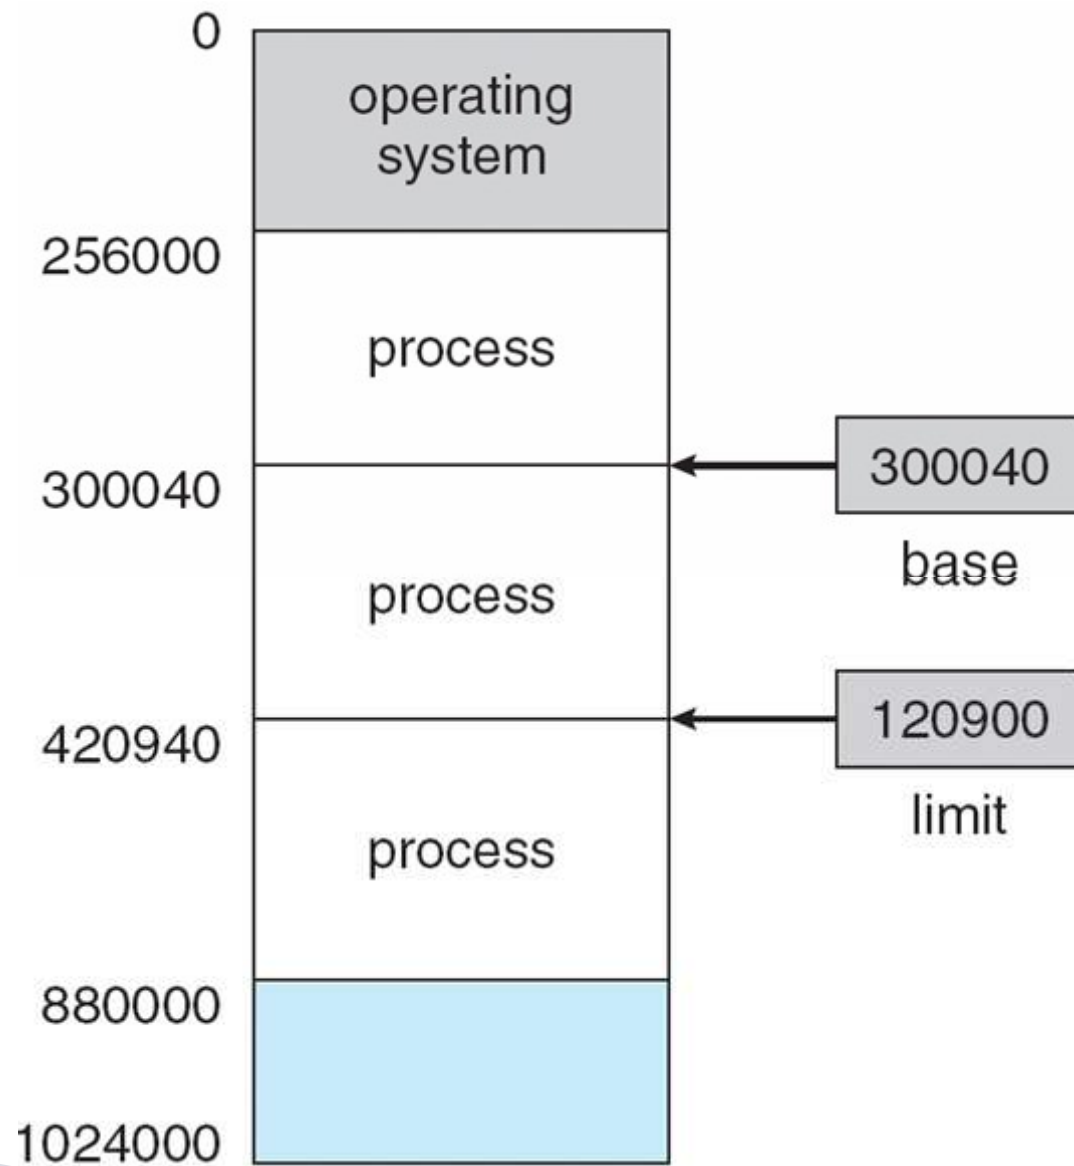 0
operating
system
256000
process
300040
300040
base
process
120900
limit
420940
process
880000
1024000